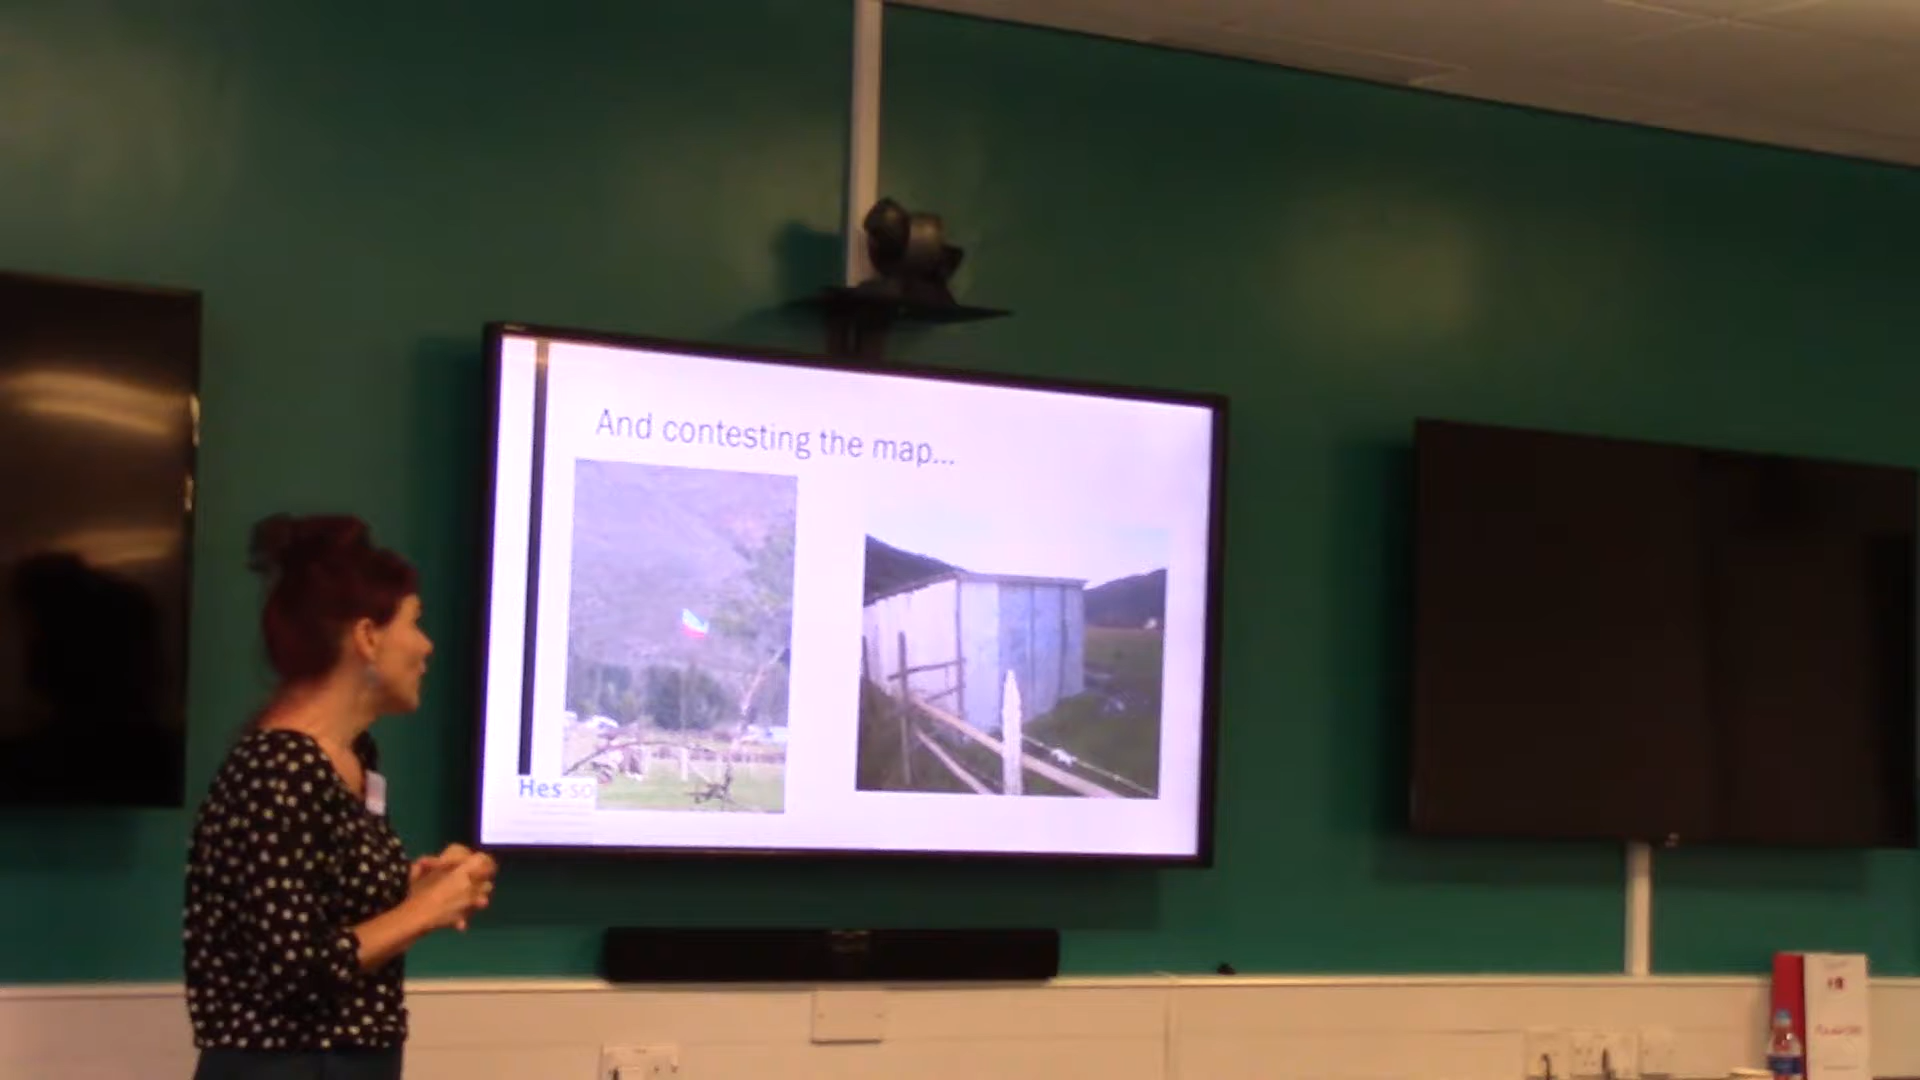 And contesting the map...
Hes·so